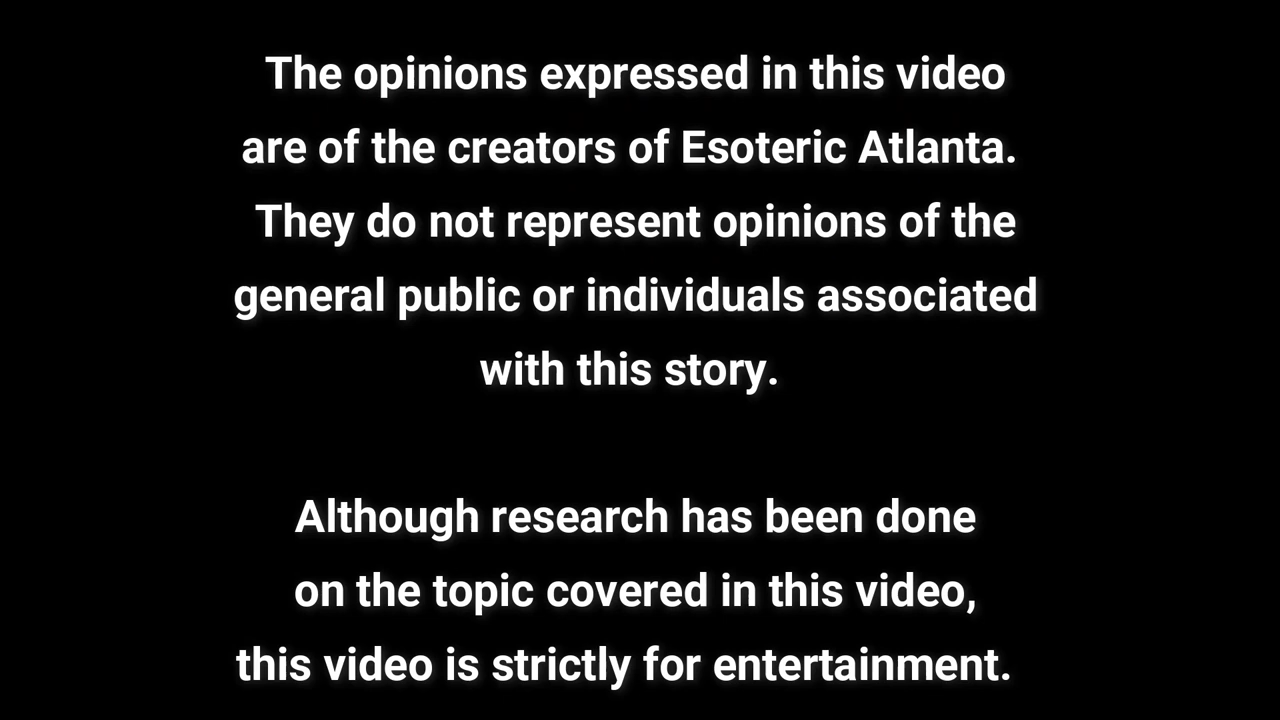 The opinions expressed in this video
are of the creators of Esoteric Atlanta.
They do not represent opinions of the
general public or individuals associated
with this story.
Although research has been done
on the topic covered in this video,
this video is strictly for entertainment.